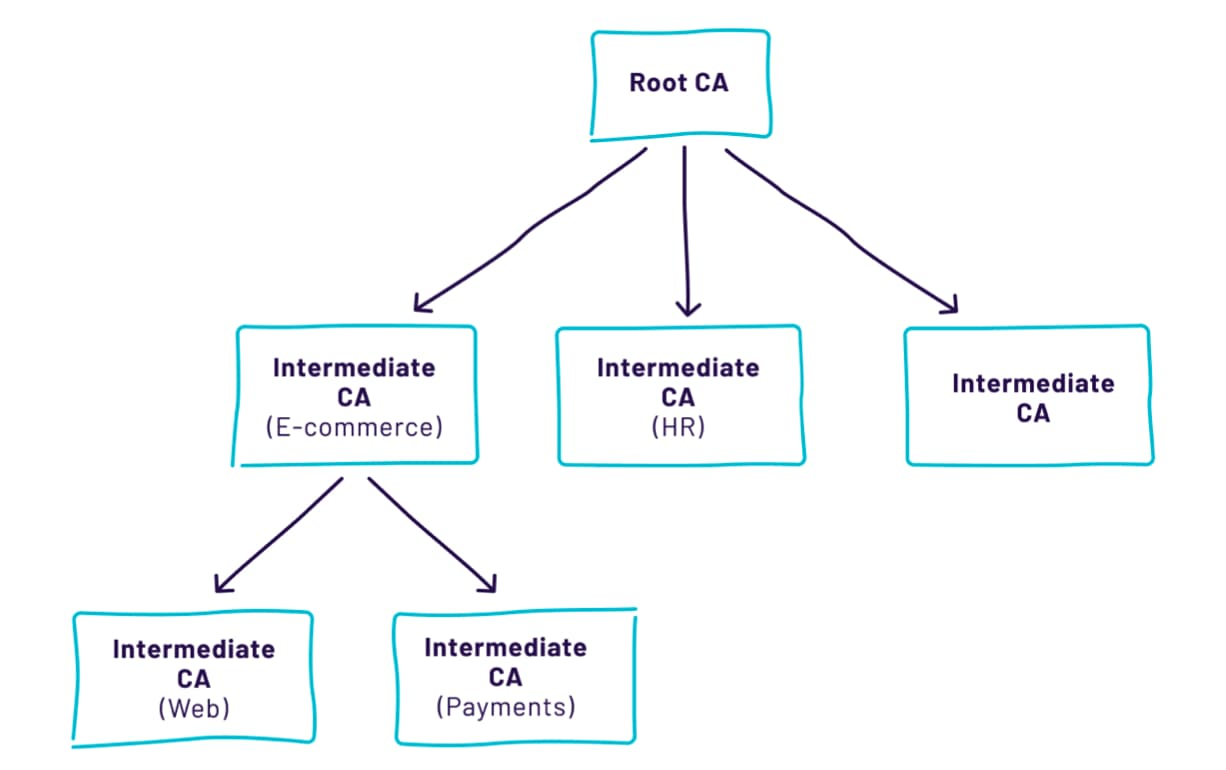 Root CA
Intermediate
CA
(E-commerce)
Intermediate
CA
(HR)
Intermediate
CA
Intermediate
CA
(Web)
Intermediate
CA
(Payments)